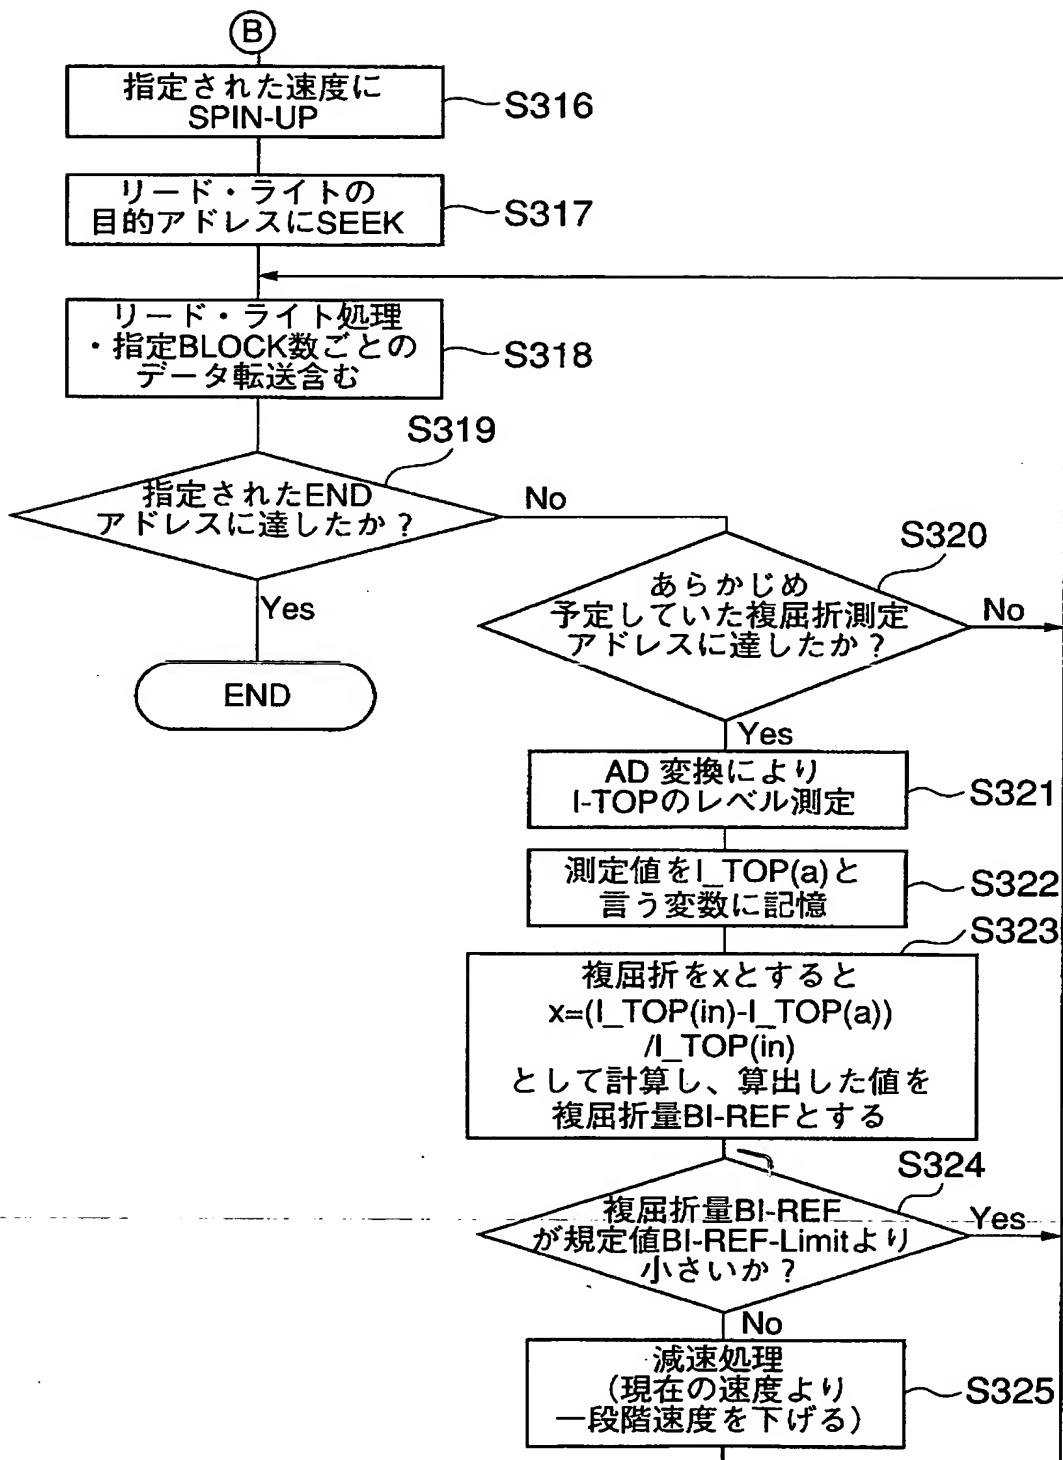 B
指定された速度に
SPIN-UP
S316
リード・ライトの
目的アドレスにSEEK
S317
リード・ライト処理
・指定BLOCK数ごとの
データ転送含む
S318
S319
指定されたEND
アドレスに達したか？
No
Yes
END
S320
あらかじめ
予定していた複屈折測定
アドレスに達したか？
No
Yes
AD 変換により
I-TOPのレベル測定
S321
測定値をI_TOP(a)と
言う変数に記憶
S322
S323
複屈折をxとすると
x=(I_TOP(in)-I_TOP(a))
/I_TOP(in)
として計算し、算出した値を
複屈折量BI-REFとする
S324
複屈折量BI-REF
が規定値BI-REF-Limitより
小さいか？
Yes
No
減速処理
（現在の速度より
一段階速度を下げる）
S325